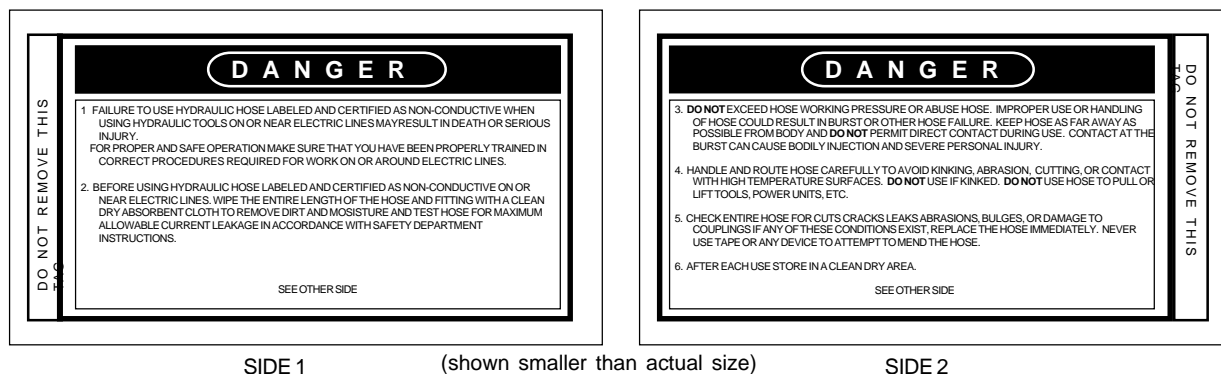 DO NOT REMOVE THIS
TAG
D A N G E R
1 FAILURE TO USE HYDRAULIC HOSE LABELED AND CERTIFIED AS NON-CONDUCTIVE WHEN
USING HYDRAULIC TOOLS ON OR NEAR ELECTRIC LINES MAY RESULT IN DEATH OR SERIOUS
INJURY.
FOR PROPER AND SAFE OPERATION MAKE SURE THAT YOU HAVE BEEN PROPERLY TRAINED IN
CORRECT PROCEDURES REQUIRED FOR WORK ON OR AROUND ELECTRIC LINES.
2. BEFORE USING HYDRAULIC HOSE LABELED AND CERTIFIED AS NON-CONDUCTIVE ON OR
NEAR ELECTRIC LINES. WIPE THE ENTIRE LENGTH OF THE HOSE AND FITTING WITH A CLEAN
DRY ABSORBENT CLOTH TO REMOVE DIRT AND MOSISTURE AND TEST HOSE FOR MAXIMUM
ALLOWABLE CURRENT LEAKAGE IN ACCORDANCE WITH SAFETY DEPARTMENT
INSTRUCTIONS.
SEE OTHER SIDE
SIDE 1
(shown smaller than actual size)
D A N G E R
3. DO NOT EXCEED HOSE WORKING PRESSURE OR ABUSE HOSE. IMPROPER USE OR HANDLING
OF HOSE COULD RESULT IN BURST OR OTHER HOSE FAILURE. KEEP HOSE AS FAR AWAY AS
POSSIBLE FROM BODY AND DO NOT PERMIT DIRECT CONTACT DURING USE. CONTACT AT THE
BURST CAN CAUSE BODILY INJECTION AND SEVERE PERSONAL INJURY.
4. HANDLE AND ROUTE HOSE CAREFULLY TO AVOID KINKING, ABRASION, CUTTING, OR CONTACT
WITH HIGH TEMPERATURE SURFACES. DO NOT USE IF KINKED. DO NOT USE HOSE TO PULL OR
LIFT TOOLS, POWER UNITS, ETC.
5. CHECK ENTIRE HOSE FOR CUTS CRACKS LEAKS ABRASIONS, BULGES, OR DAMAGE TO
COUPLINGS IF ANY OF THESE CONDITIONS EXIST, REPLACE THE HOSE IMMEDIATELY. NEVER
USE TAPE OR ANY DEVICE TO ATTEMPT TO MEND THE HOSE.
6. AFTER EACH USE STORE IN A CLEAN DRY AREA.
SEE OTHER SIDE
DO NOT REMOVE THIS
TAG
SIDE 2